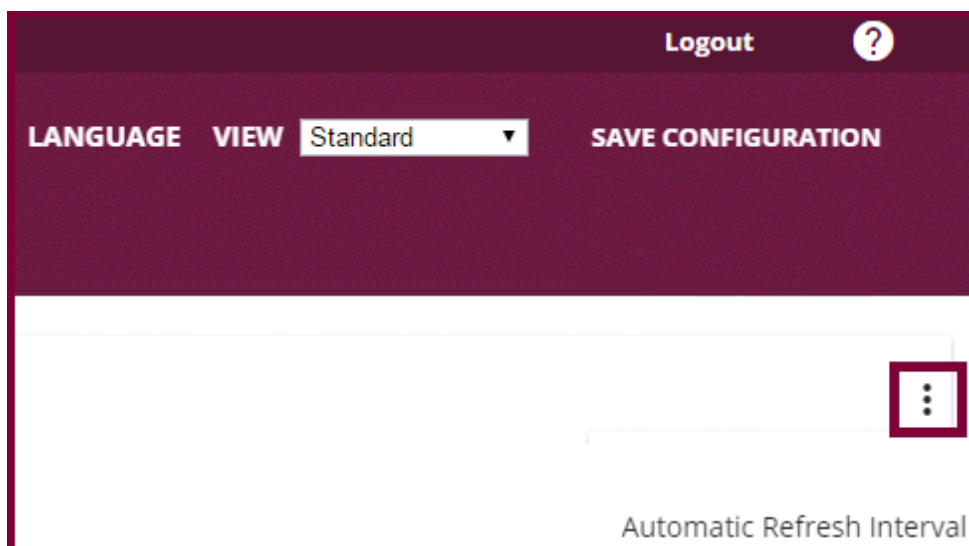 Logout ?
LANGUAGE VIEW Standard SAVE CONFIGURATION
Automatic Refresh Interval